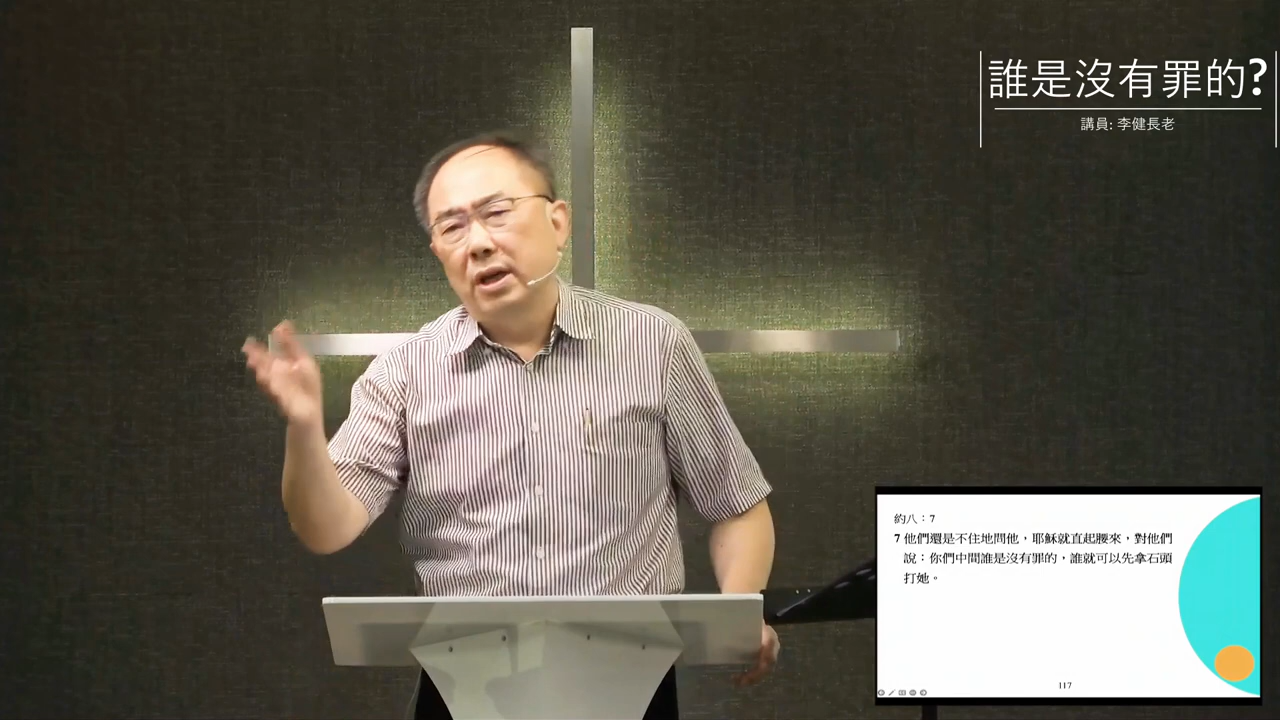 誰是沒有罪的?
講員: 李健長老
約八：7
7 他們還是不住地問他，耶穌就直起腰來，對他們
說：你們中間誰是沒有罪的，誰就可以先拿石頭
打她。
117